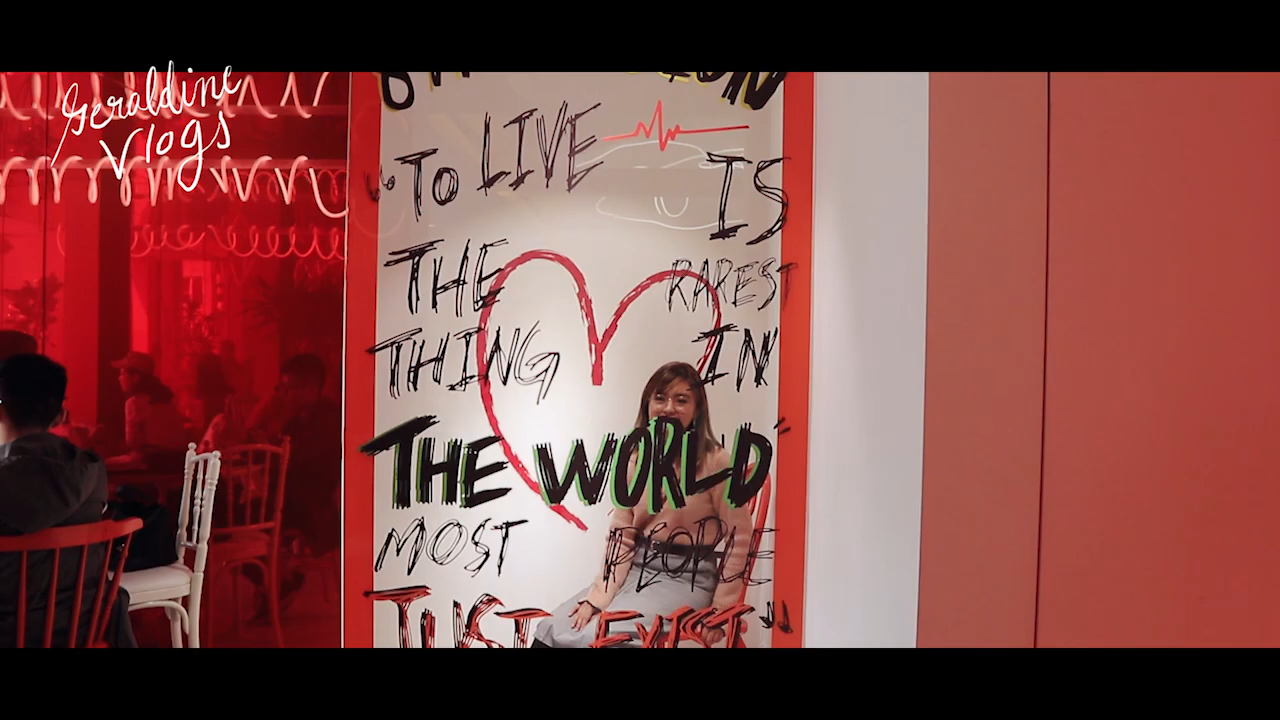 Geraldine
Vlogs
"TO LIVE IS
THE RAREST
THING IN
THE WORLD"
MOST PEOPLE
JUST EXIST"